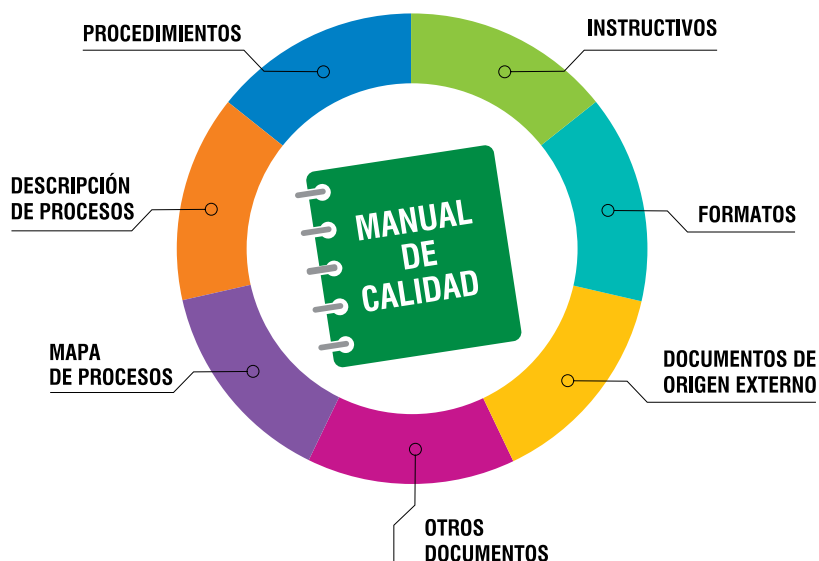 PROCEDIMIENTOS
INSTRUCTIVOS
DESCRIPCIÓN
DE PROCESOS
MANUAL
DE
CALIDAD
FORMATOS
MAPA
DE PROCESOS
DOCUMENTOS DE
ORIGEN EXTERNO
OTROS
DOCUMENTOS